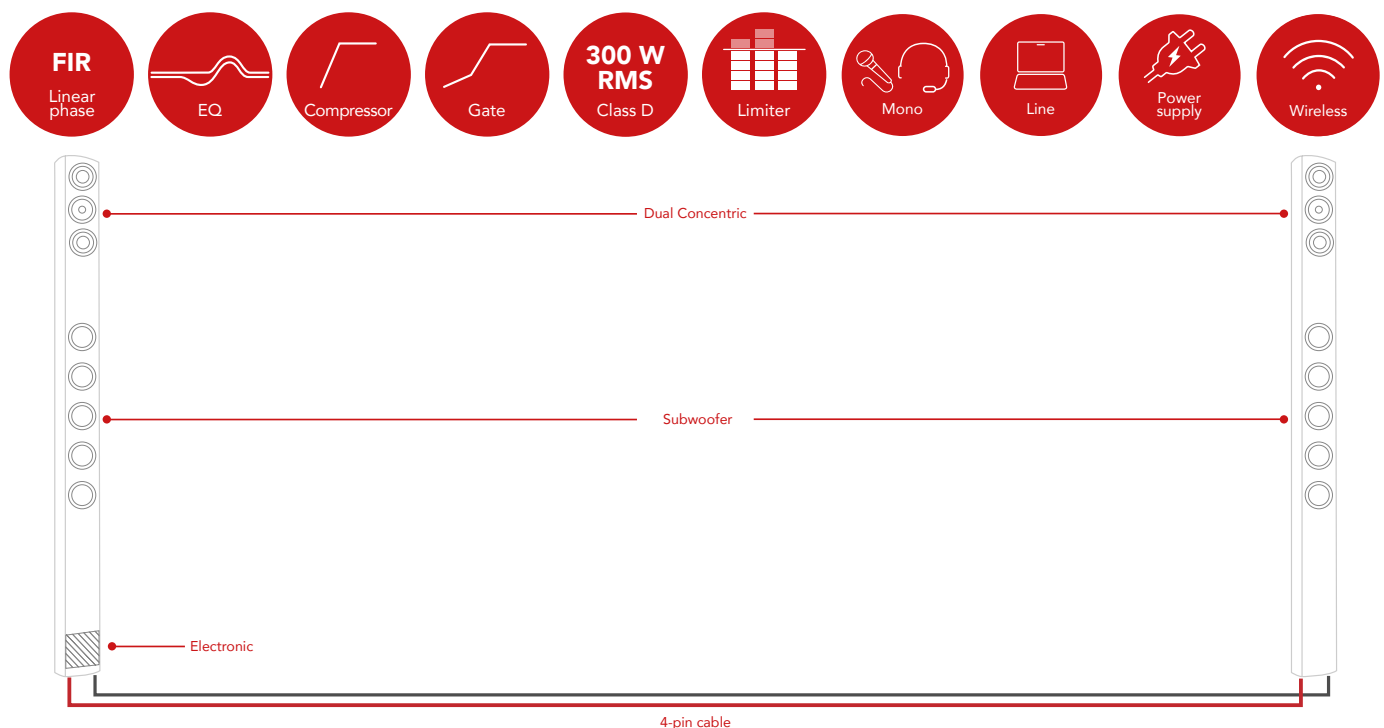 FIR
Linear
phase
EQ
Compressor
Gate
300 W
RMS
Class D
Limiter
Mono
Line
Power
supply
Wireless
Dual Concentric
Subwoofer
Electronic
4-pin cable